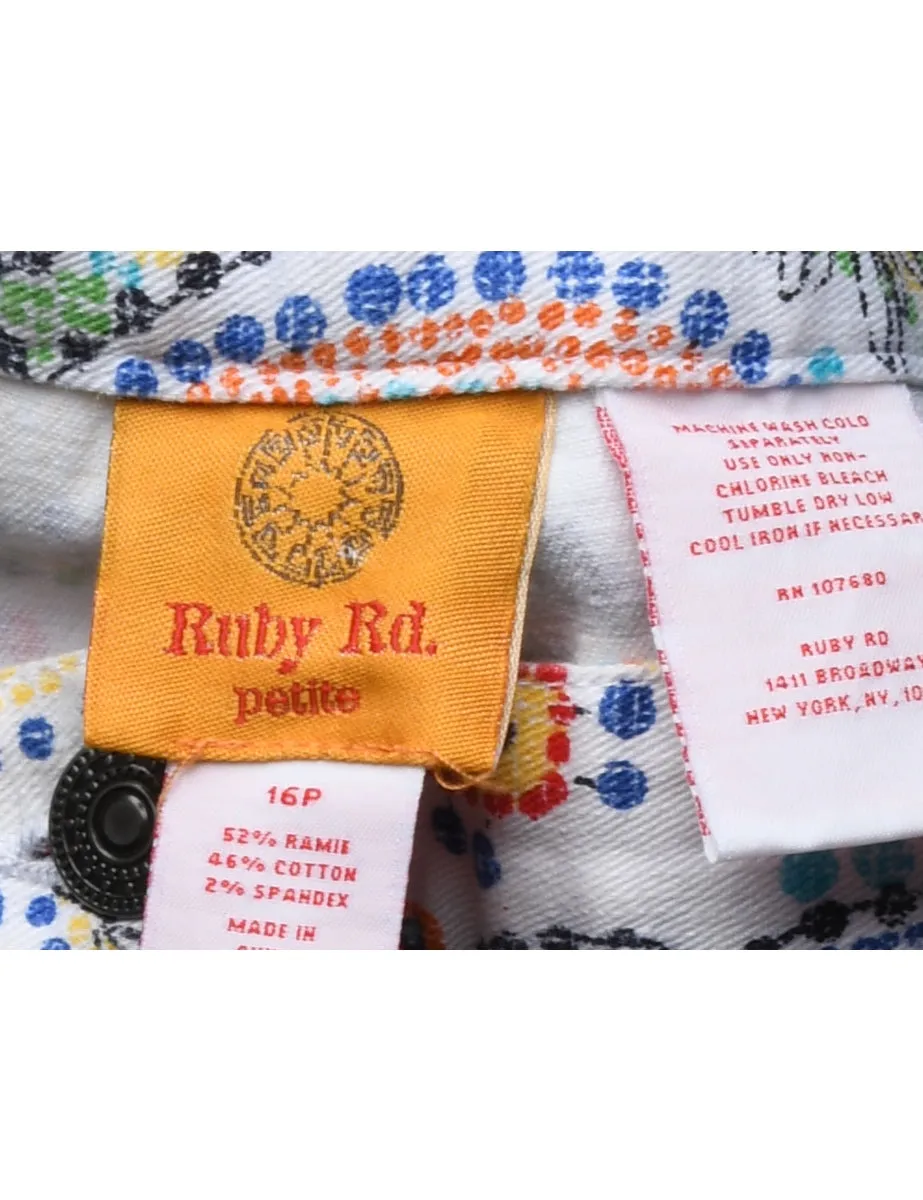 Ruby Rd.
petite
16P
52% RAMIE
46% COTTON
2% SPANDEX
MADE IN
MACHINE WASH COLD
SEPARATELY
USE ONLY NON-
CHLORINE BLEACH
TUMBLE DRY LOW
COOL IRON IF NECESSAR
RN 107680
RUBY RD
1411 BROADWAY
NEW YORK, NY, 10